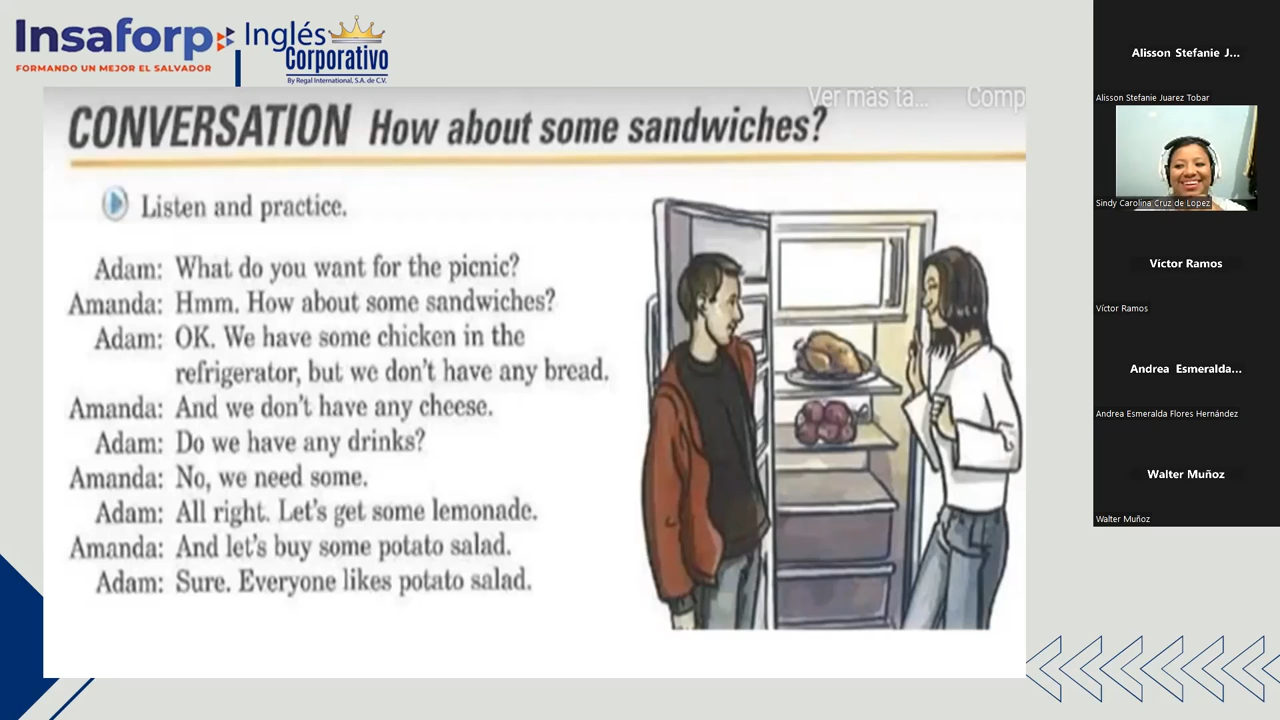 Insaforp
FORMANDO UN MEJOR EL SALVADOR
Inglés
Corporativo
By Regal International, S.A. de C.V.
Ver más ta... Comp
CONVERSATION How about some sandwiches?
Listen and practice.
Adam: What do you want for the picnic?
Amanda: Hmm. How about some sandwiches?
Adam: OK. We have some chicken in the
refrigerator, but we don't have any bread.
Amanda: And we don't have any cheese.
Adam: Do we have any drinks?
Amanda: No, we need some.
Adam: All right. Let's get some lemonade.
Amanda: And let's buy some potato salad.
Adam: Sure. Everyone likes potato salad.
Alisson Stefanie J...
Alisson Stefanie Juarez Tobar
Sindy Carolina Cruz de Lopez
Víctor Ramos
Víctor Ramos
Andrea Esmeralda...
Andrea Esmeralda Flores Hernández
Walter Muñoz
Walter Muñoz